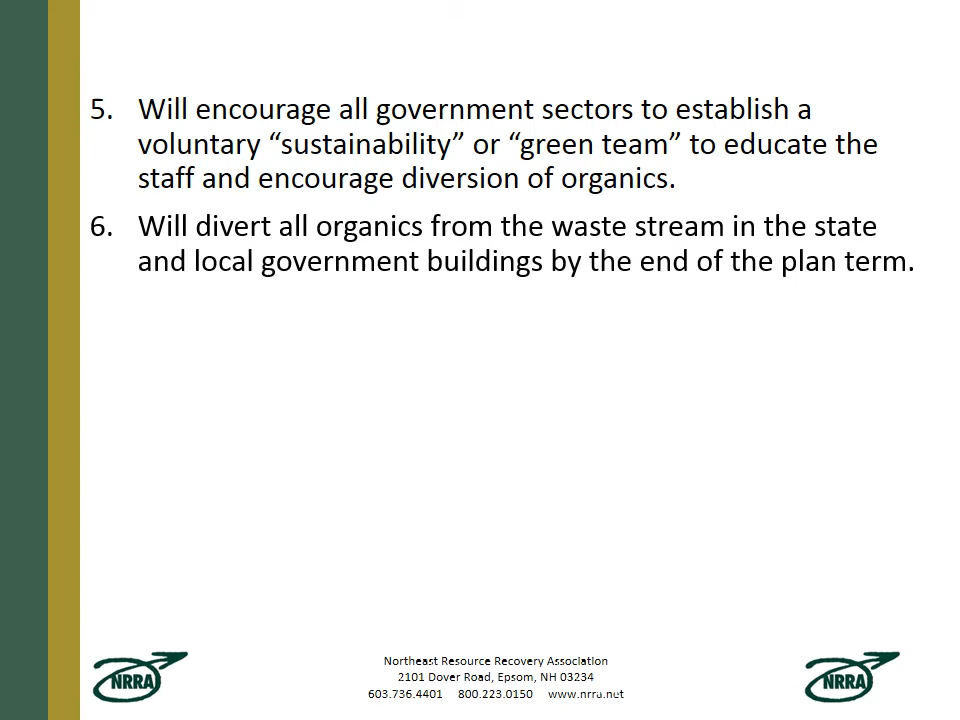 5. Will encourage all government sectors to establish a
voluntary “sustainability” or “green team” to educate the
staff and encourage diversion of organics.
6. Will divert all organics from the waste stream in the state
and local government buildings by the end of the plan term.
NRRA
Northeast Resource Recovery Association
2101 Dover Road, Epsom, NH 03234
603.736.4401 800.223.0150 www.nrra.net
NRRA